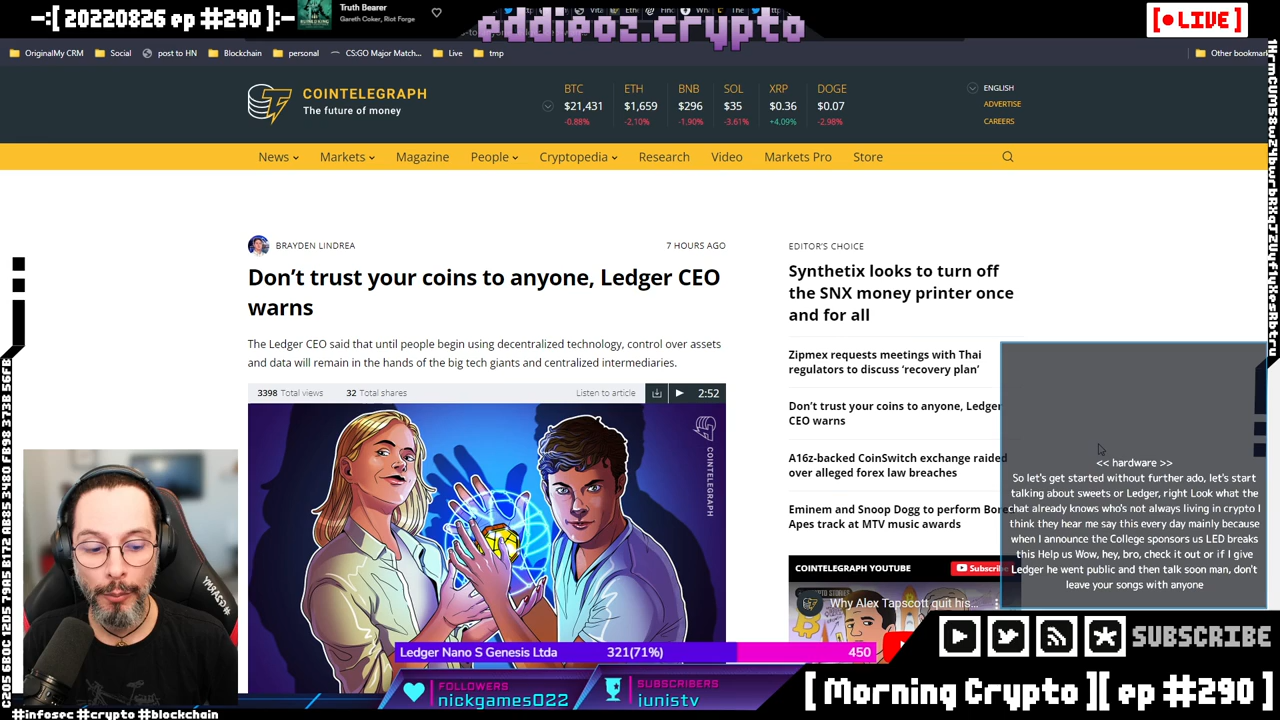 -:[ 20220826 ep #290 ]:-
Truth Bearer
Gareth Coker, Riot Forge
eddieoz.crypto
[● LIVE]
OriginalMy CRM
Social
post to HN
Blockchain
personal
CS:GO Major Match...
Live
tmp
Other bookmar
COINTELEGRAPH
The future of money
BTC ETH BNB SOL XRP DOGE
$21,431 $1,659 $296 $35 $0.36 $0.07
-0.88% -2.10% -1.90% -3.61% +4.09% -2.98%
ENGLISH
ADVERTISE
CAREERS
News Markets Magazine People Cryptopedia Research Video Markets Pro Store
BRAYDEN LINDREA
7 HOURS AGO
Don't trust your coins to anyone, Ledger CEO
warns
The Ledger CEO said that until people begin using decentralized technology, control over assets
and data will remain in the hands of the big tech giants and centralized intermediaries.
3398 Total views
32 Total shares
Listen to article
2:52
COINTELEGRAPH
EDITOR'S CHOICE
Synthetix looks to turn off
the SNX money printer once
and for all
Zipmex requests meetings with Thai
regulators to discuss 'recovery plan'
Don't trust your coins to anyone, Ledger
CEO warns
A16z-backed CoinSwitch exchange raided
over alleged forex law breaches
Eminem and Snoop Dogg to perform Bore
Apes track at MTV music awards
COINTELEGRAPH YOUTUBE
Subscribe
Why Alex Tapscott quit his...
<< hardware >>
So let's get started without further ado, let's start
talking about sweets or Ledger, right Look what the
chat already knows who's not always living in crypto I
think they hear me say this every day mainly because
when I announce the College sponsors us LED breaks
this Help us Wow, hey, bro, check it out or if I give
Ledger he went public and then talk soon man, don't
leave your songs with anyone
Ledger Nano S Genesis Ltda
321(71%)
450
FOLLOWERS
nickgames022
SUBSCRIBERS
iunistv
SUBSCRIBE
[ Morning Crypto ][ ep #290 ]
#infosec #crypto #blockchain